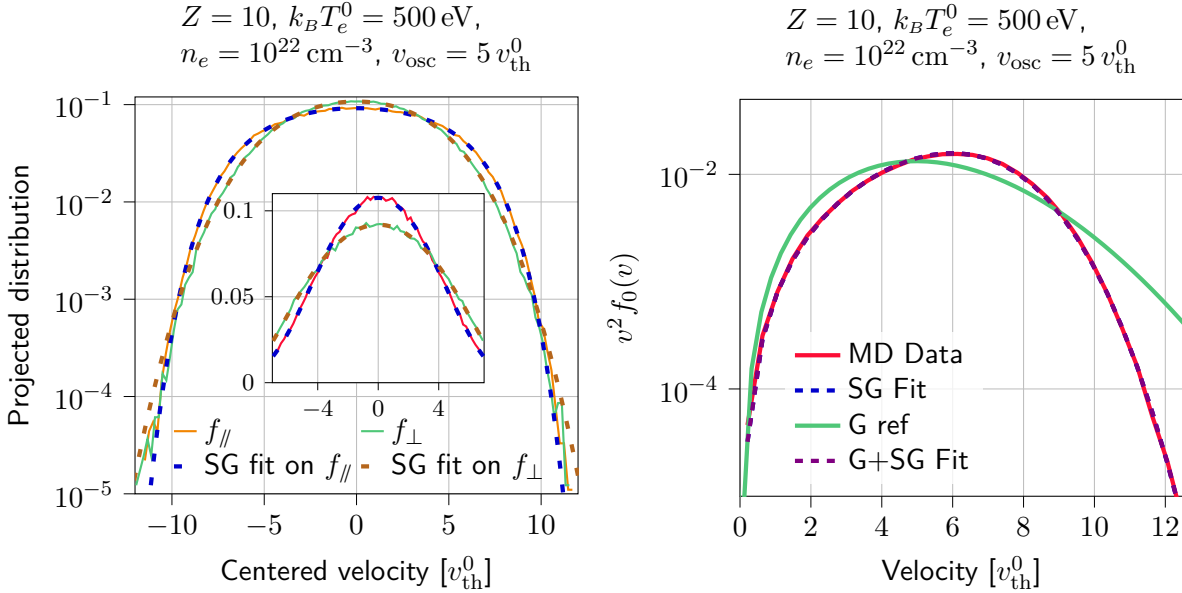 Z = 10, k_B T_e^0 = 500 eV,
n_e = 10^22 cm^−3, v_osc = 5 v_th^0
Projected distribution
10^−1
10^−2
10^−3
10^−4
10^−5
−10
−5
0
5
10
Centered velocity [v_th^0]
0.1
0.05
0
−4
0
4
f_⫽
f_⊥
SG fit on f_⫽
SG fit on f_⊥
Z = 10, k_B T_e^0 = 500 eV,
n_e = 10^22 cm^−3, v_osc = 5 v_th^0
v^2 f_0(v)
10^−2
10^−4
MD Data
SG Fit
G ref
G+SG Fit
0
2
4
6
8
10
12
Velocity [v_th^0]